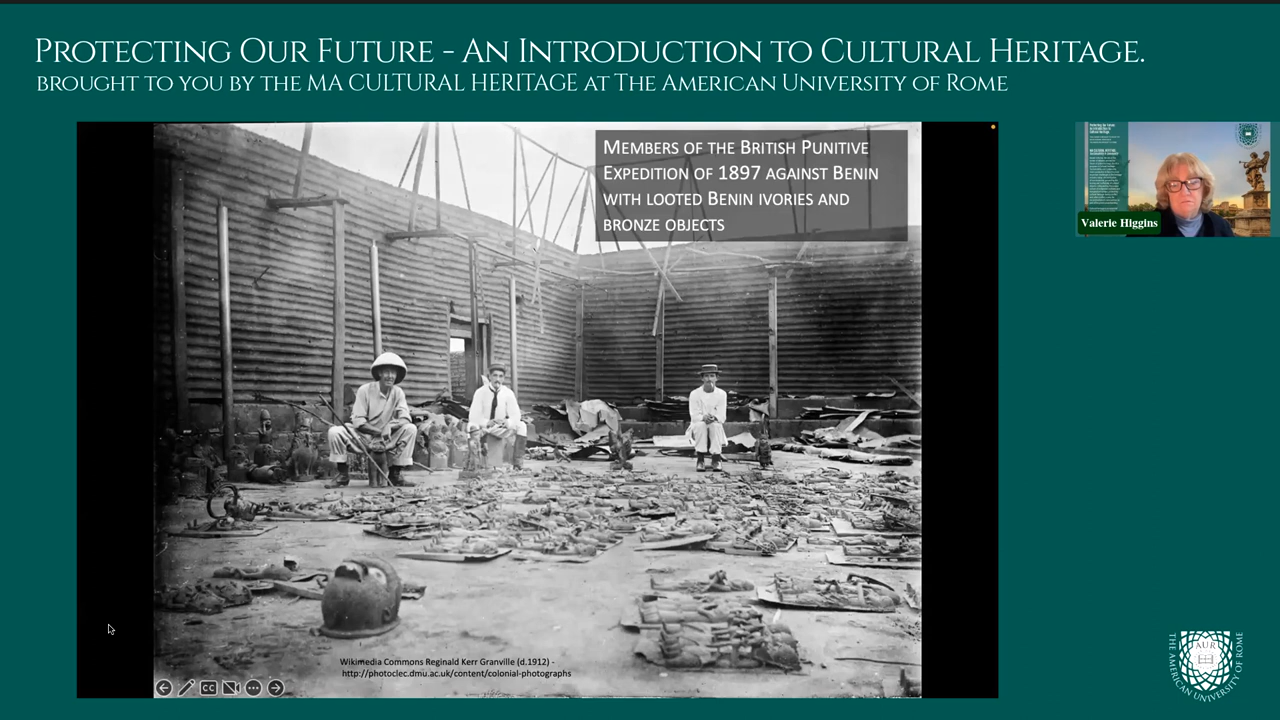 Protecting Our Future - An Introduction to Cultural Heritage.
brought to you by the MA Cultural Heritage at The American University of Rome
Members of the British Punitive
Expedition of 1897 against Benin
with looted Benin ivories and
bronze objects
Valerie Higgins
Wikimedia Commons Reginald Kerr Granville (d.1912) -
http://photoclec.dmu.ac.uk/content/colonial-photographs
CC
AUR
THE AMERICAN UNIVERSITY OF ROME